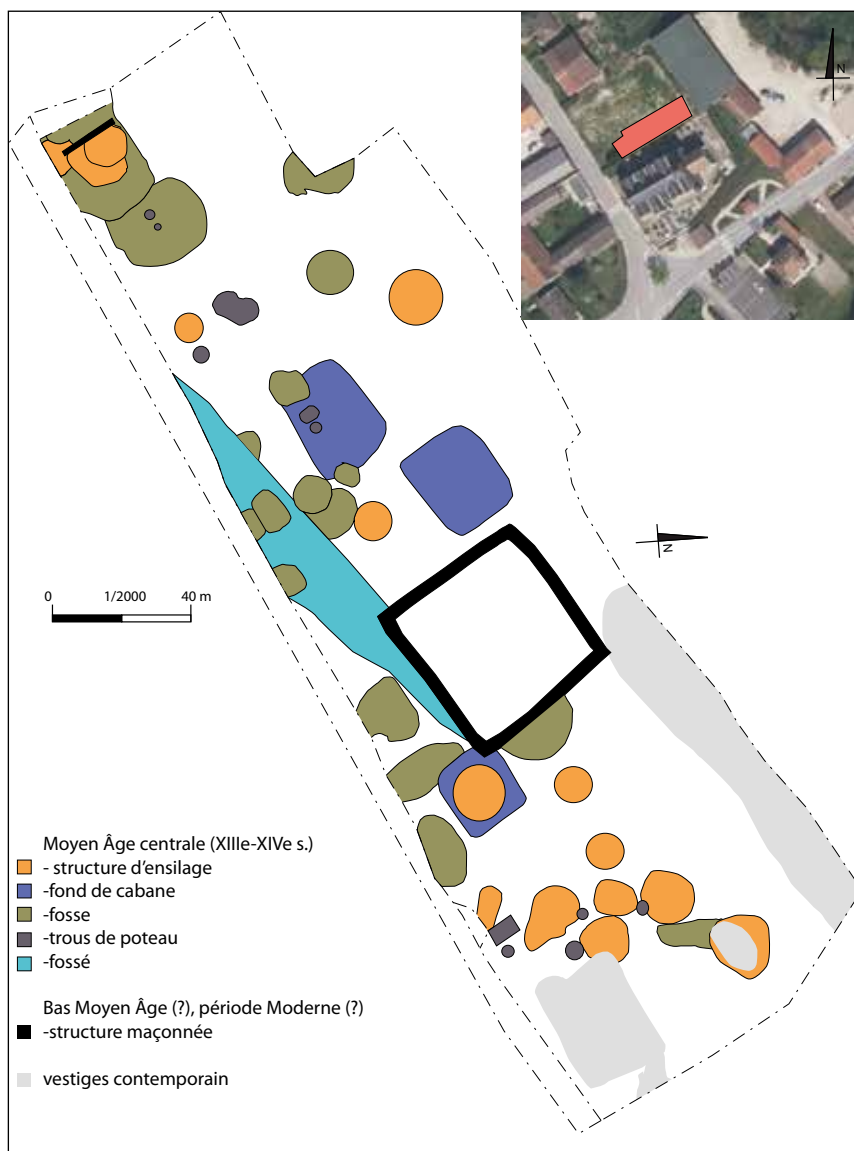 N
N
0
1/2000
40 m
Moyen Âge centrale (XIIIe-XIVe s.)
- structure d'ensilage
-fond de cabane
-fosse
-trous de poteau
-fossé
Bas Moyen Âge (?), période Moderne (?)
-structure maçonnée
vestiges contemporain